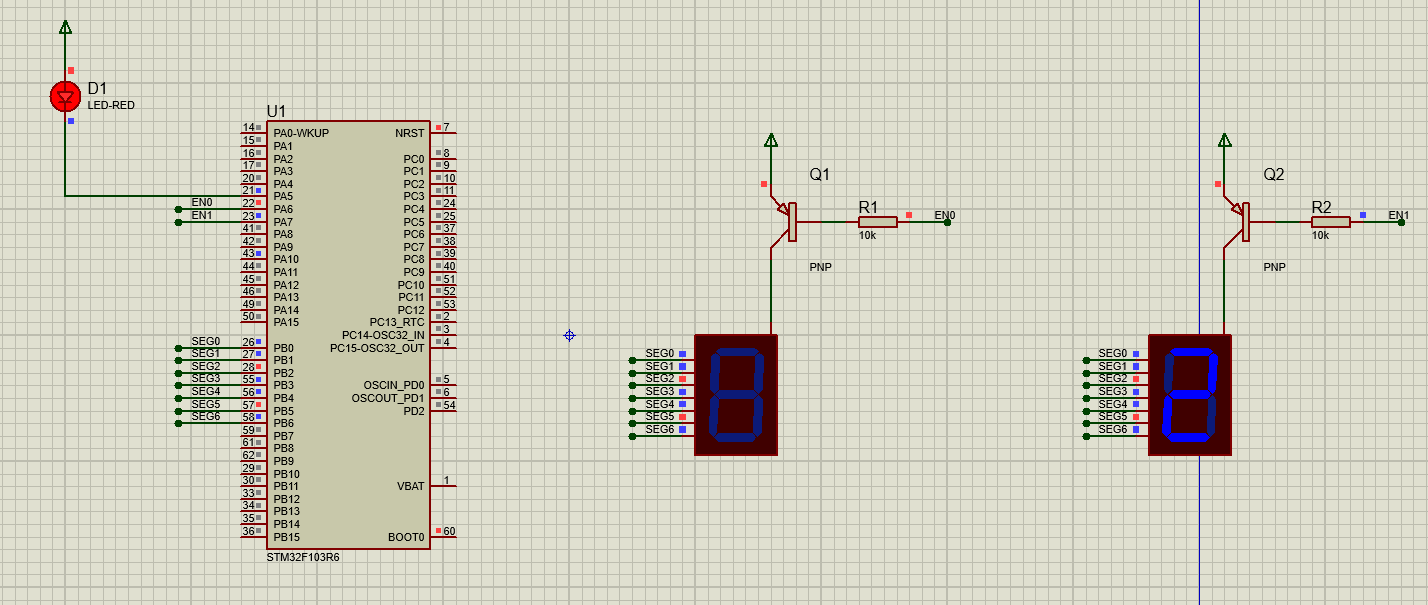 D1
LED-RED
U1
14 PA0-WKUP NRST 7
15 PA1
16 PA2 PC0 8
17 PA3 PC1 9
20 PA4 PC2 10
21 PA5 PC3 11
EN0 22 PA6 PC4 24
EN1 23 PA7 PC5 25
41 PA8 PC6 37
42 PA9 PC7 38
43 PA10 PC8 39
44 PA11 PC9 40
45 PA12 PC10 51
46 PA13 PC11 52
49 PA14 PC12 53
50 PA15 PC13_RTC 2
PC14-OSC32_IN 3
SEG0 26 PB0 PC15-OSC32_OUT 4
SEG1 27 PB1
SEG2 28 PB2
SEG3 55 PB3 OSCIN_PD0 5
SEG4 56 PB4 OSCOUT_PD1 6
SEG5 57 PB5 PD2 54
SEG6 58 PB6
59 PB7
61 PB8
62 PB9
29 PB10
30 PB11 VBAT 1
33 PB12
34 PB13
35 PB14
36 PB15 BOOT0 60
STM32F103R6
Q1
R1
EN0
10k
PNP
SEG0
SEG1
SEG2
SEG3
SEG4
SEG5
SEG6
Q2
R2
EN1
10k
PNP
SEG0
SEG1
SEG2
SEG3
SEG4
SEG5
SEG6